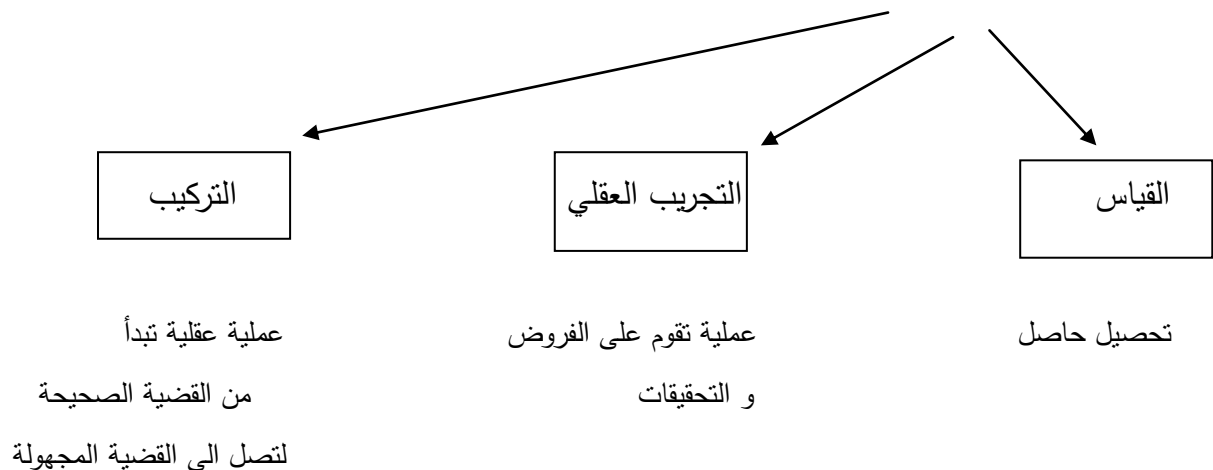 القياس
التجريب العقلي
التركيب
تحصيل حاصل
عملية تقوم على الفروض
و التحقيقات
عملية عقلية تبدأ
من القضية الصحيحة
لتصل الى القضية المجهولة